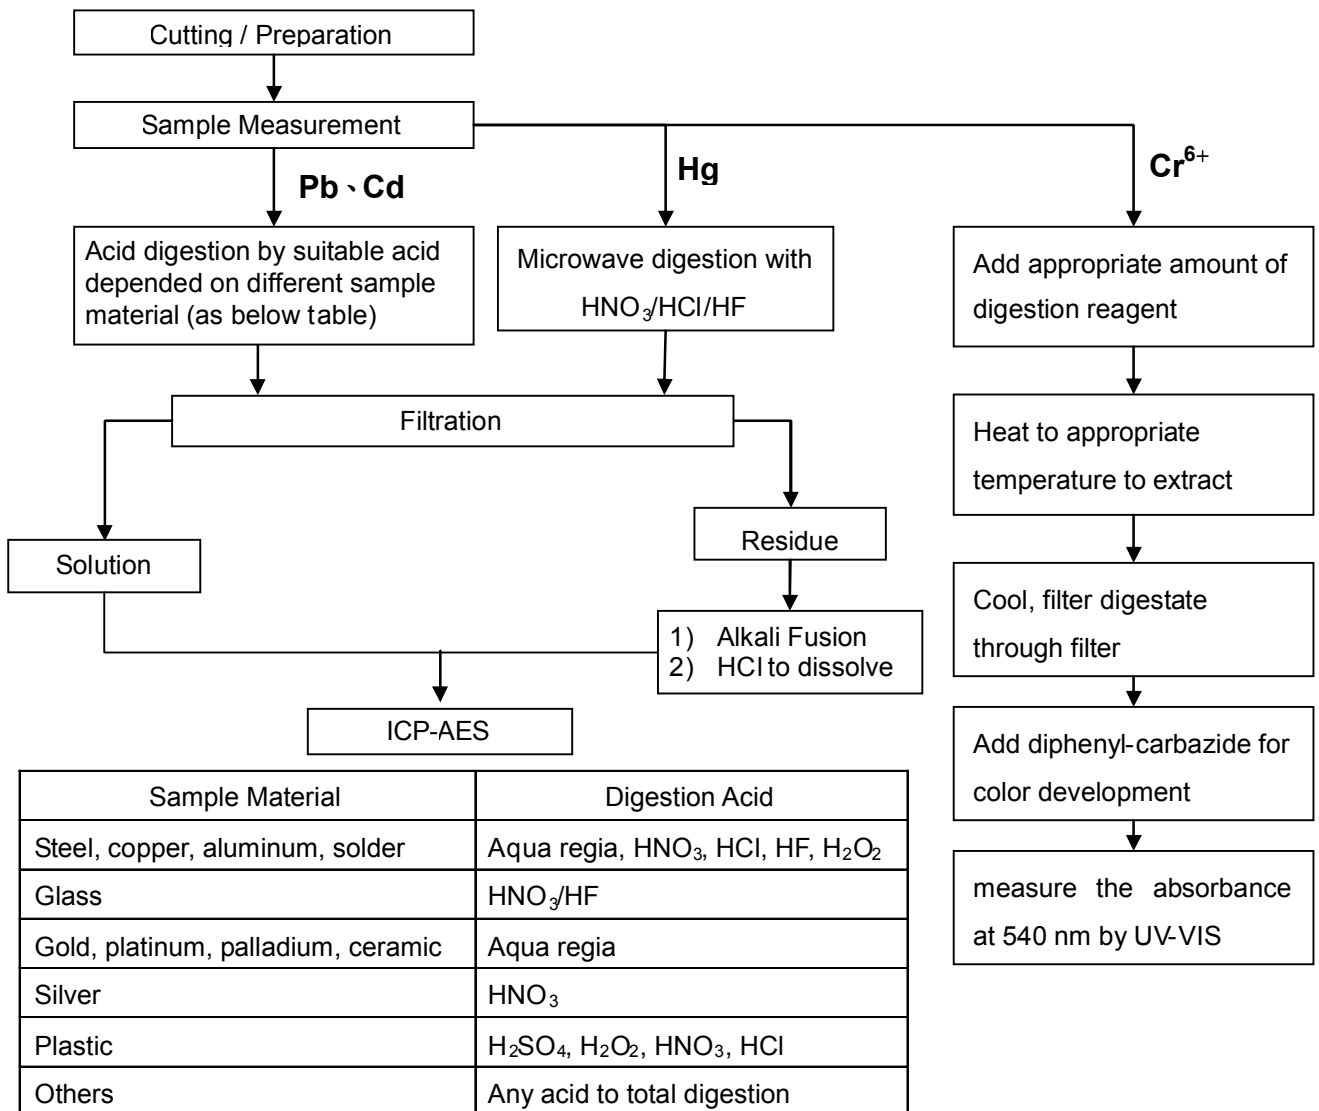 Cutting / Preparation
Sample Measurement
Pb、Cd
Hg
Cr⁶⁺
Acid digestion by suitable acid
depended on different sample
material (as below table)
Microwave digestion with
HNO₃/HCl/HF
Add appropriate amount of
digestion reagent
Filtration
Heat to appropriate
temperature to extract
Solution
Residue
1) Alkali Fusion
2) HCl to dissolve
Cool, filter digestate
through filter
ICP-AES
Add diphenyl-carbazide for
color development
measure the absorbance
at 540 nm by UV-VIS
Sample Material Digestion Acid
Steel, copper, aluminum, solder Aqua regia, HNO₃, HCl, HF, H₂O₂
Glass HNO₃/HF
Gold, platinum, palladium, ceramic Aqua regia
Silver HNO₃
Plastic H₂SO₄, H₂O₂, HNO₃, HCl
Others Any acid to total digestion